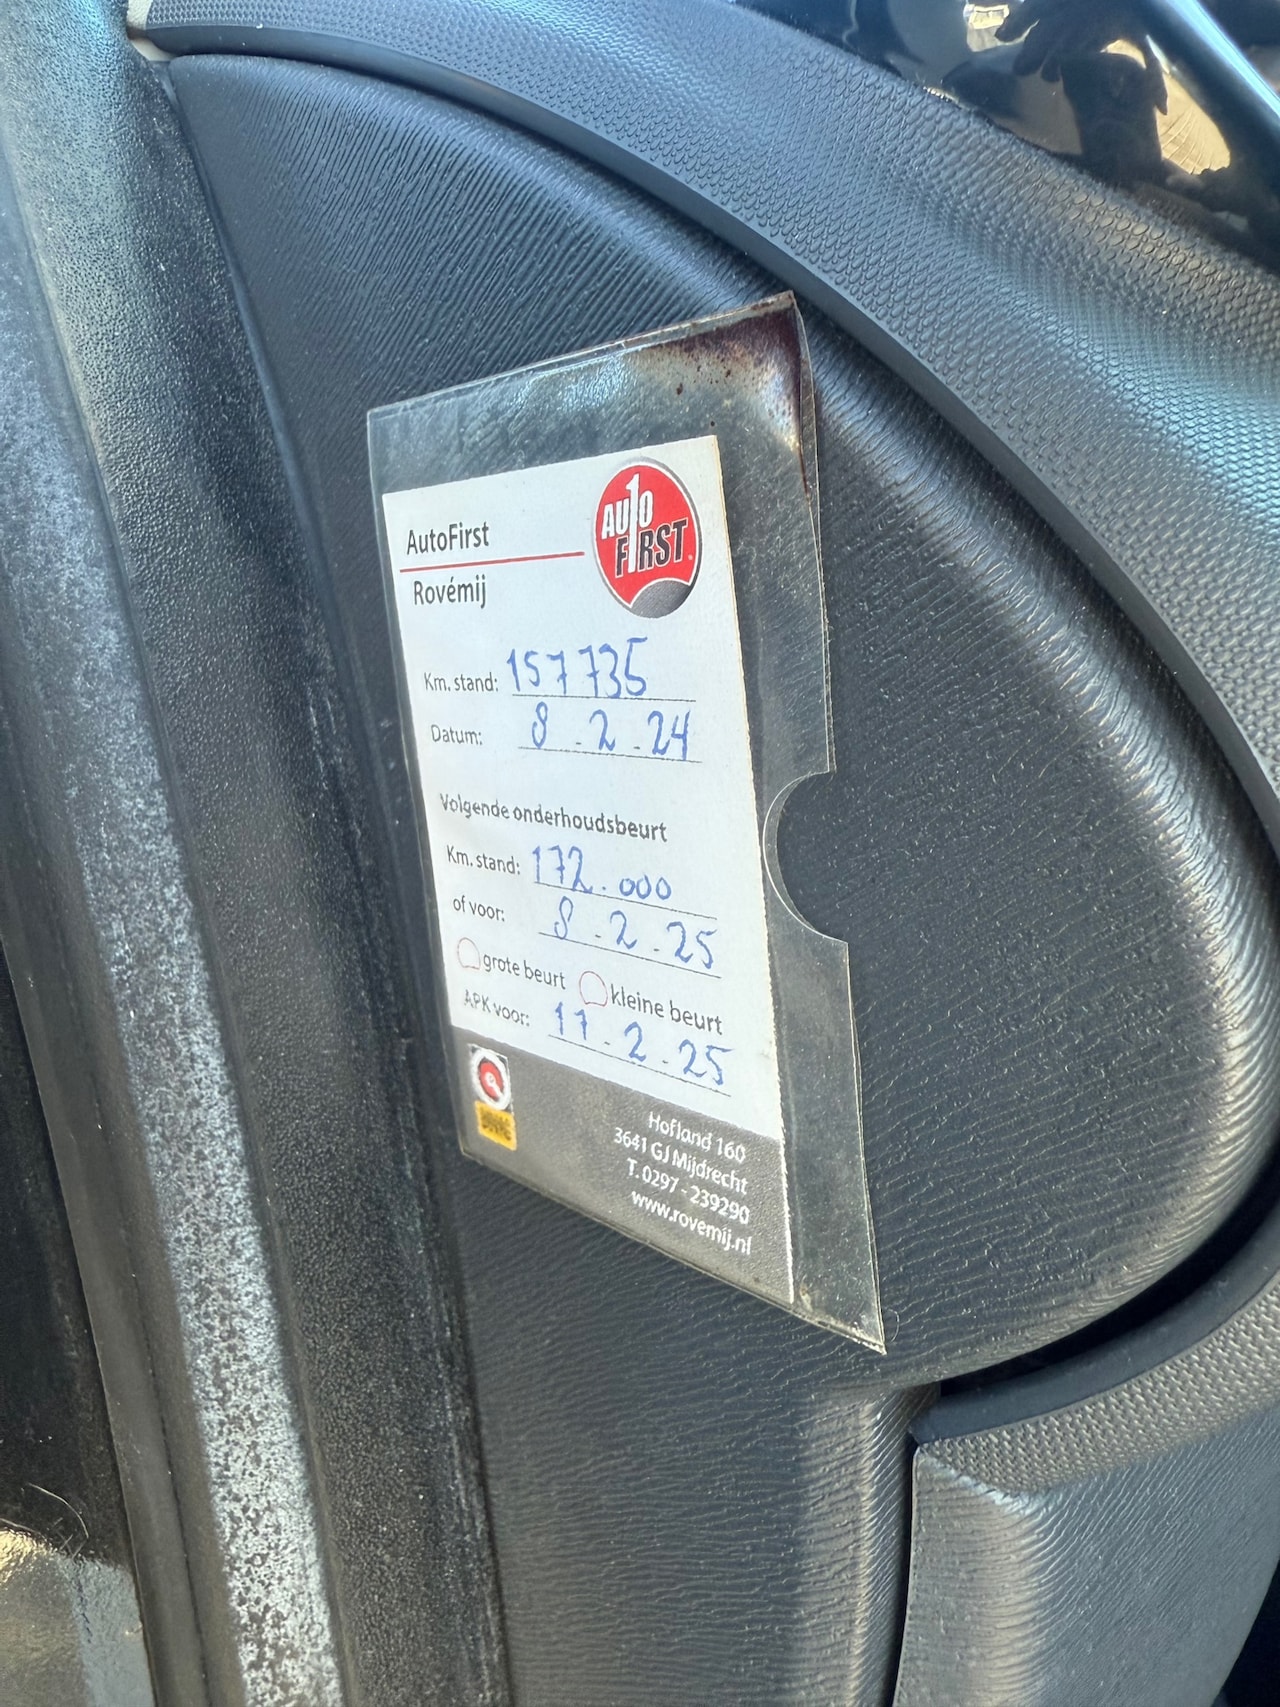 AutoFirst
AUTO
F1RST
Rovémij
Km. stand: 157735
Datum: 8.2.24
Volgende onderhoudsbeurt
Km. stand: 172.000
of voor: 8.2.25
grote beurt kleine beurt
APK voor: 17.2.25
BOVAG
Hofland 160
3641 GJ Mijdrecht
T. 0297 - 239290
www.rovemij.nl